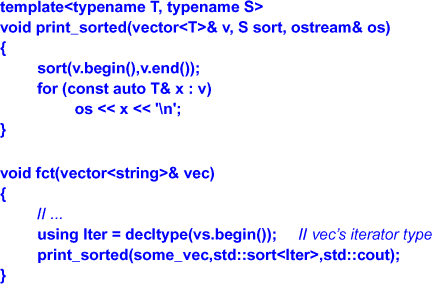 template<typename T, typename S>
void print_sorted(vector<T>& v, S sort, ostream& os)
{
sort(v.begin(),v.end());
for (const auto T& x : v)
os << x << '\n';
}
void fct(vector<string>& vec)
{
// ...
using Iter = decltype(vs.begin()); // vec's iterator type
print_sorted(some_vec,std::sort<Iter>,std::cout);
}